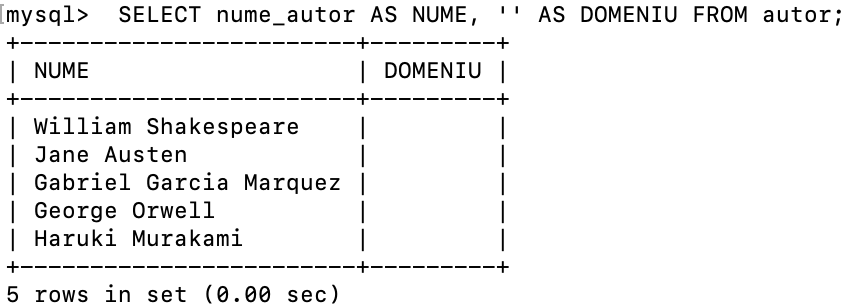 [mysql>  SELECT nume_autor AS NUME, '' AS DOMENIU FROM autor;
+------------------------+---------+
| NUME                   | DOMENIU |
+------------------------+---------+
| William Shakespeare    |         |
| Jane Austen            |         |
| Gabriel Garcia Marquez |         |
| George Orwell          |         |
| Haruki Murakami        |         |
+------------------------+---------+
5 rows in set (0.00 sec)